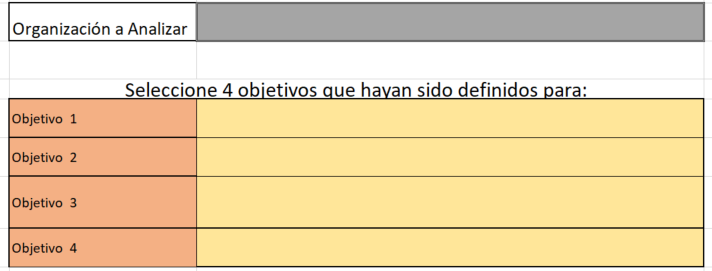 Organización a Analizar
Seleccione 4 objetivos que hayan sido definidos para:
Objetivo 1
Objetivo 2
Objetivo 3
Objetivo 4